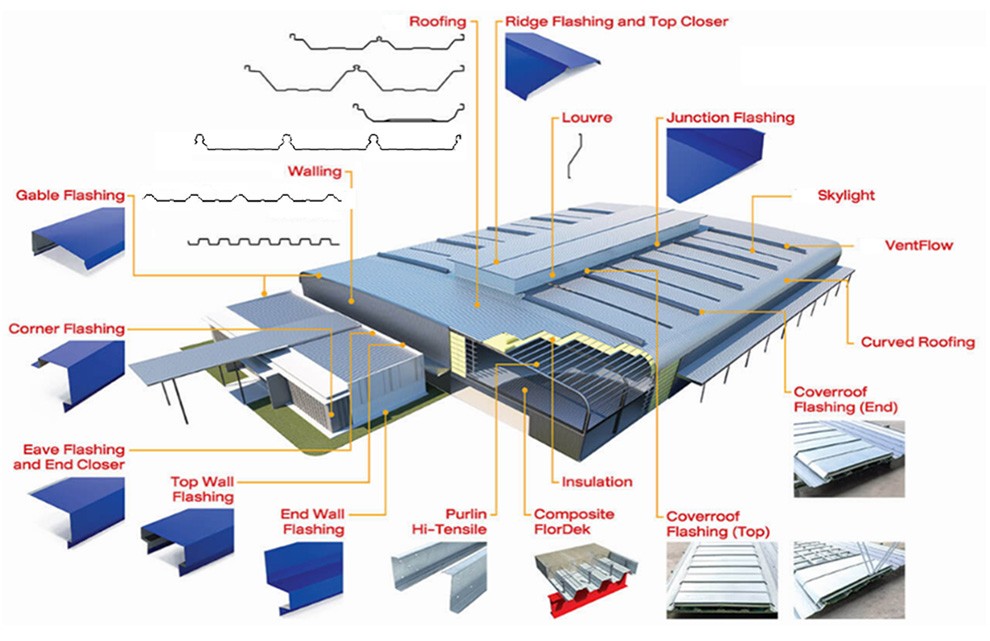 Roofing
Ridge Flashing and Top Closer
Louvre
Junction Flashing
Walling
Gable Flashing
Skylight
VentFlow
Corner Flashing
Curved Roofing
Coverroof
Flashing (End)
Eave Flashing
and End Closer
Top Wall
Flashing
Insulation
End Wall
Flashing
Purlin
Hi-Tensile
Composite
FlorDek
Coverroof
Flashing (Top)